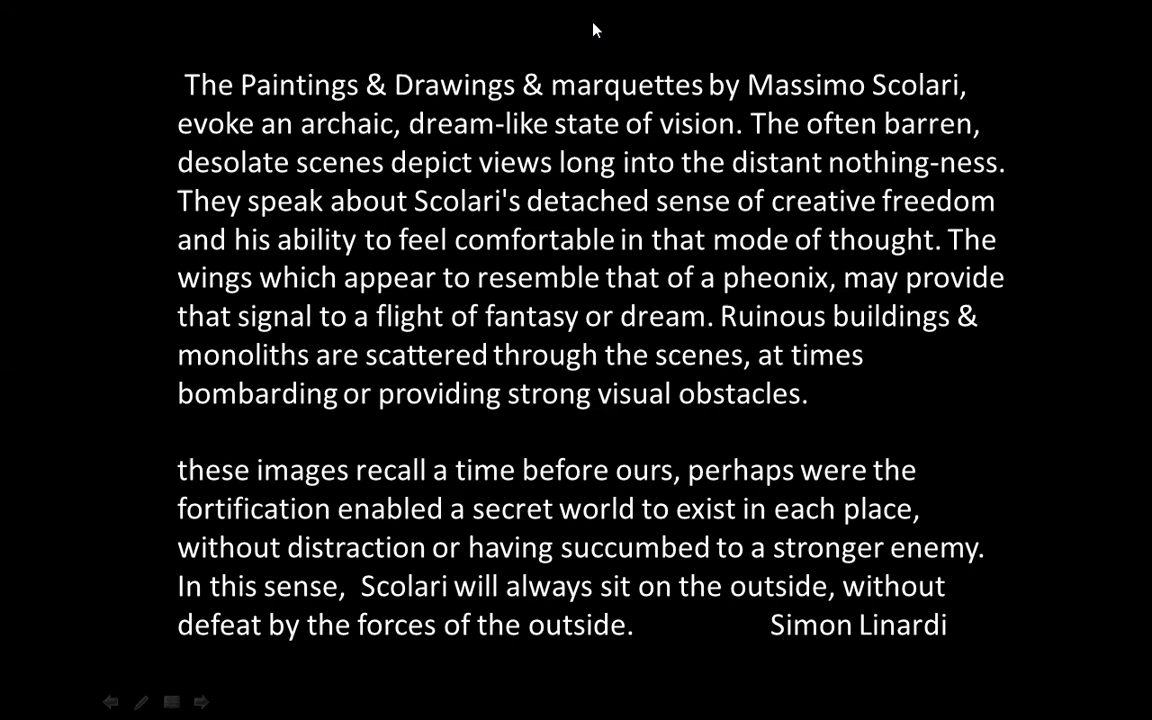 The Paintings & Drawings & marquettes by Massimo Scolari,
evoke an archaic, dream-like state of vision. The often barren,
desolate scenes depict views long into the distant nothing-ness.
They speak about Scolari's detached sense of creative freedom
and his ability to feel comfortable in that mode of thought. The
wings which appear to resemble that of a pheonix, may provide
that signal to a flight of fantasy or dream. Ruinous buildings &
monoliths are scattered through the scenes, at times
bombarding or providing strong visual obstacles.
these images recall a time before ours, perhaps were the
fortification enabled a secret world to exist in each place,
without distraction or having succumbed to a stronger enemy.
In this sense,  Scolari will always sit on the outside, without
defeat by the forces of the outside. Simon Linardi